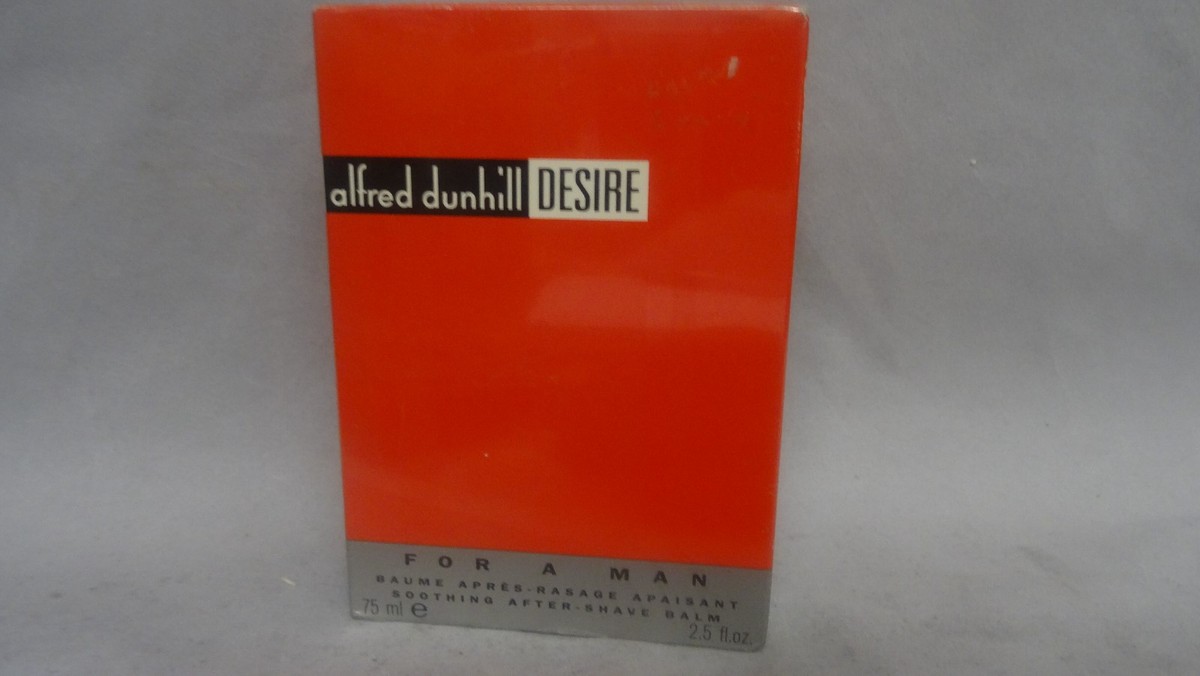 alfred dunhill DESIRE
FOR A MAN
BAUME APRÈS-RASAGE APAISANT
SOOTHING AFTER-SHAVE BALM
75 ml e
2.5 fl.oz.